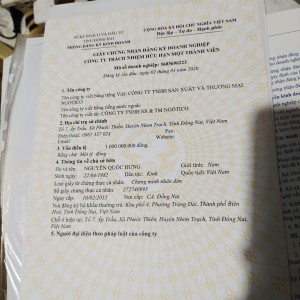 SỞ KẾ HOẠCH VÀ ĐẦU TƯ
TỈNH ĐỒNG NAI
PHÒNG ĐĂNG KÝ KINH DOANH
CỘNG HÒA XÃ HỘI CHỦ NGHĨA VIỆT NAM
Độc lập - Tự do - Hạnh phúc
GIẤY CHỨNG NHẬN ĐĂNG KÝ DOANH NGHIỆP
CÔNG TY TRÁCH NHIỆM HỮU HẠN MỘT THÀNH VIÊN
Mã số doanh nghiệp: 3603696223
Đăng ký lần đầu: ngày 02 tháng 01 năm 2020
1. Tên công ty
Tên công ty viết bằng tiếng Việt: CÔNG TY TNHH SẢN XUẤT VÀ THƯƠNG MẠI
Tên công ty viết bằng tiếng nước ngoài:
Tên công ty viết tắt: CÔNG TY TNHH SX & TM
2. Địa chỉ trụ sở chính
Tổ 7, ấp Trầu, Xã Phước Thiền, Huyện Nhơn Trạch, Tỉnh Đồng Nai, Việt Nam
Điện thoại:
Fax:
Email:
Website:
3. Vốn điều lệ 1.000.000.000 đồng.
Bằng chữ: Một tỷ đồng
4. Thông tin về chủ sở hữu
Họ và tên: NGUYỄN QUỐC HƯNG Giới tính: Nam
Sinh ngày: Dân tộc: Kinh Quốc tịch: Việt Nam
Loại giấy tờ chứng thực cá nhân: Chứng minh nhân dân
Số giấy chứng thực cá nhân:
Ngày cấp: 10/02/2011 Nơi cấp: CA Đồng Nai
Nơi đăng ký hộ khẩu thường trú: Khu phố 4, Phường Trảng Dài, Thành phố Biên
Hoà, Tỉnh Đồng Nai, Việt Nam
Chỗ ở hiện tại: Tổ 7, Ấp Trầu, Xã Phước Thiền, Huyện Nhơn Trạch, Tỉnh Đồng Nai,
Việt Nam
5. Người đại diện theo pháp luật của công ty